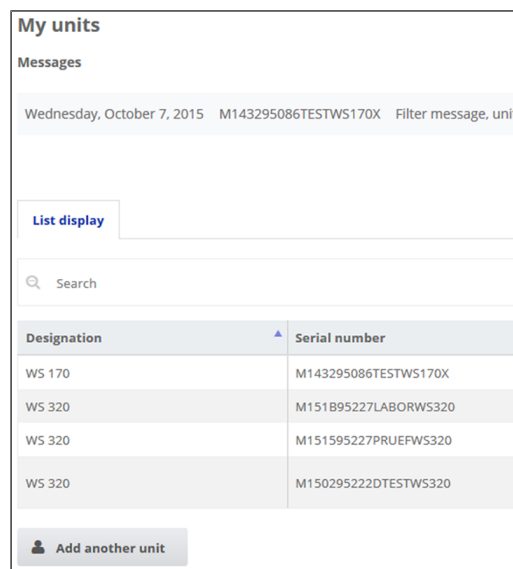 My units
Messages
Wednesday, October 7, 2015 M143295086TESTWS170X Filter message, uni
List display
Search
Designation Serial number
WS 170 M143295086TESTWS170X
WS 320 M151B95227LABORWS320
WS 320 M151595227PRUEFWS320
WS 320 M150295222DTESTWS320
Add another unit